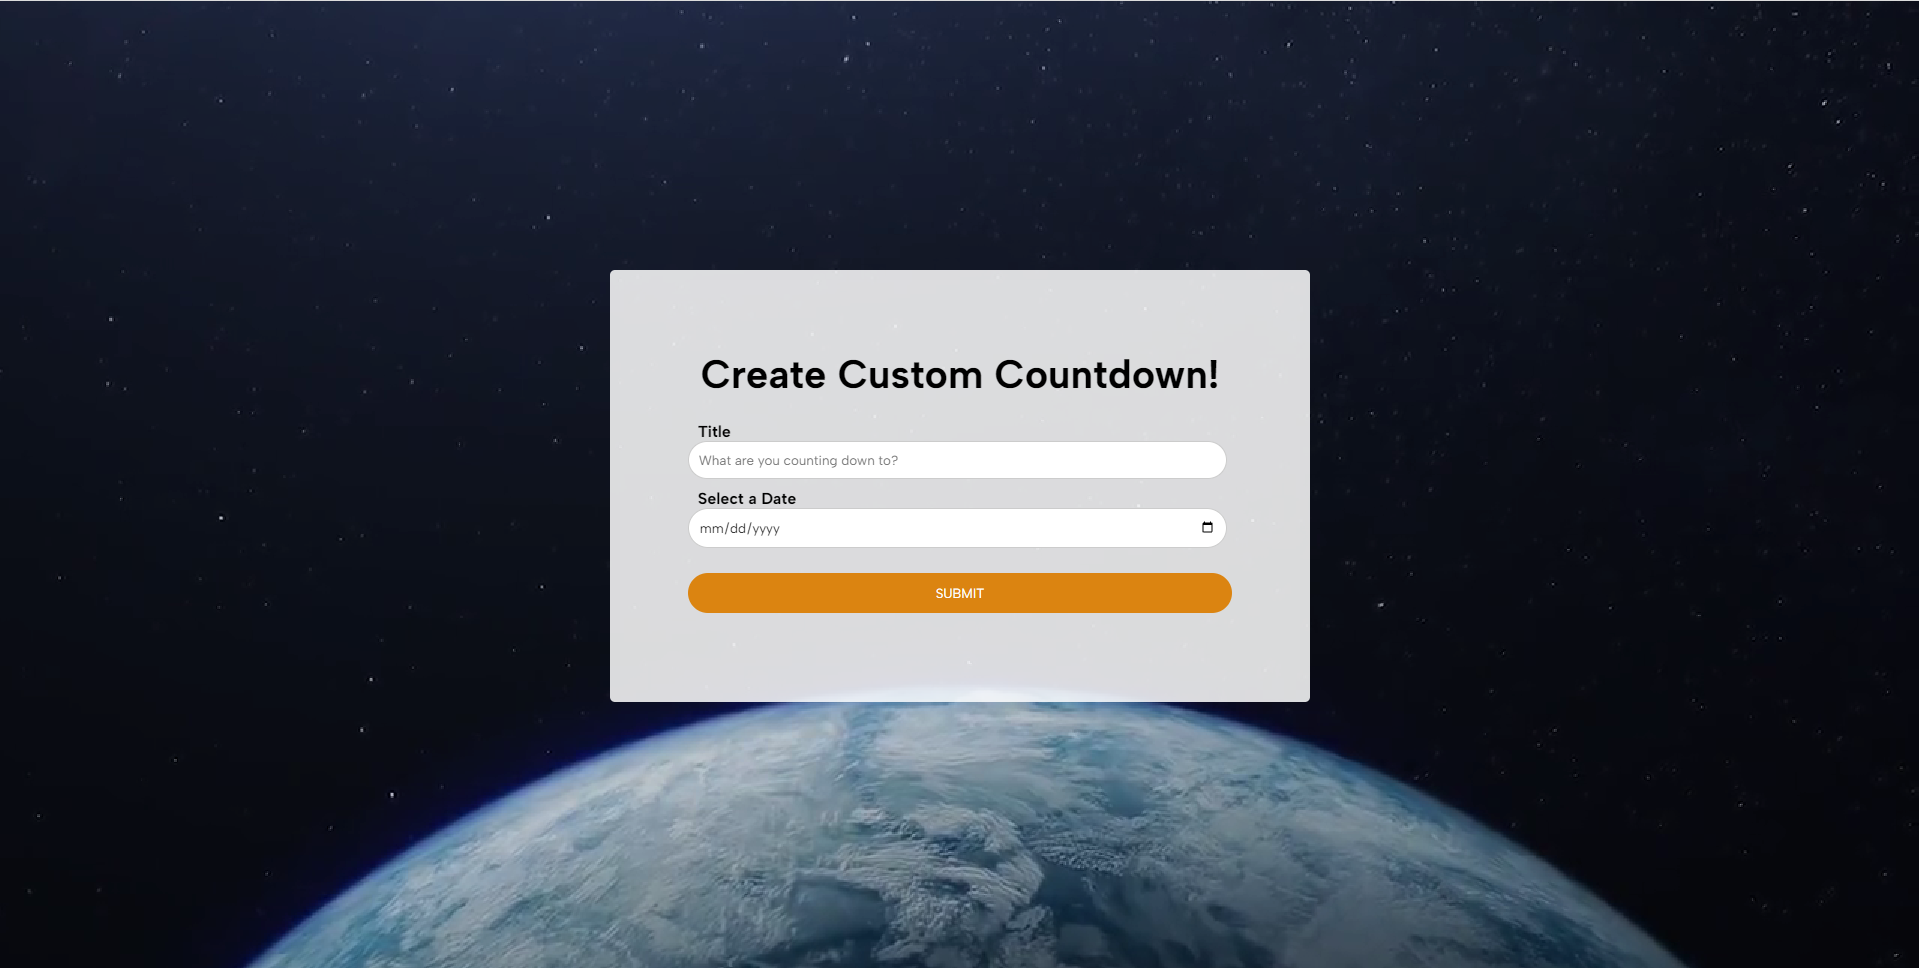 Create Custom Countdown!
Title
What are you counting down to?
Select a Date
mm/dd/yyyy
SUBMIT